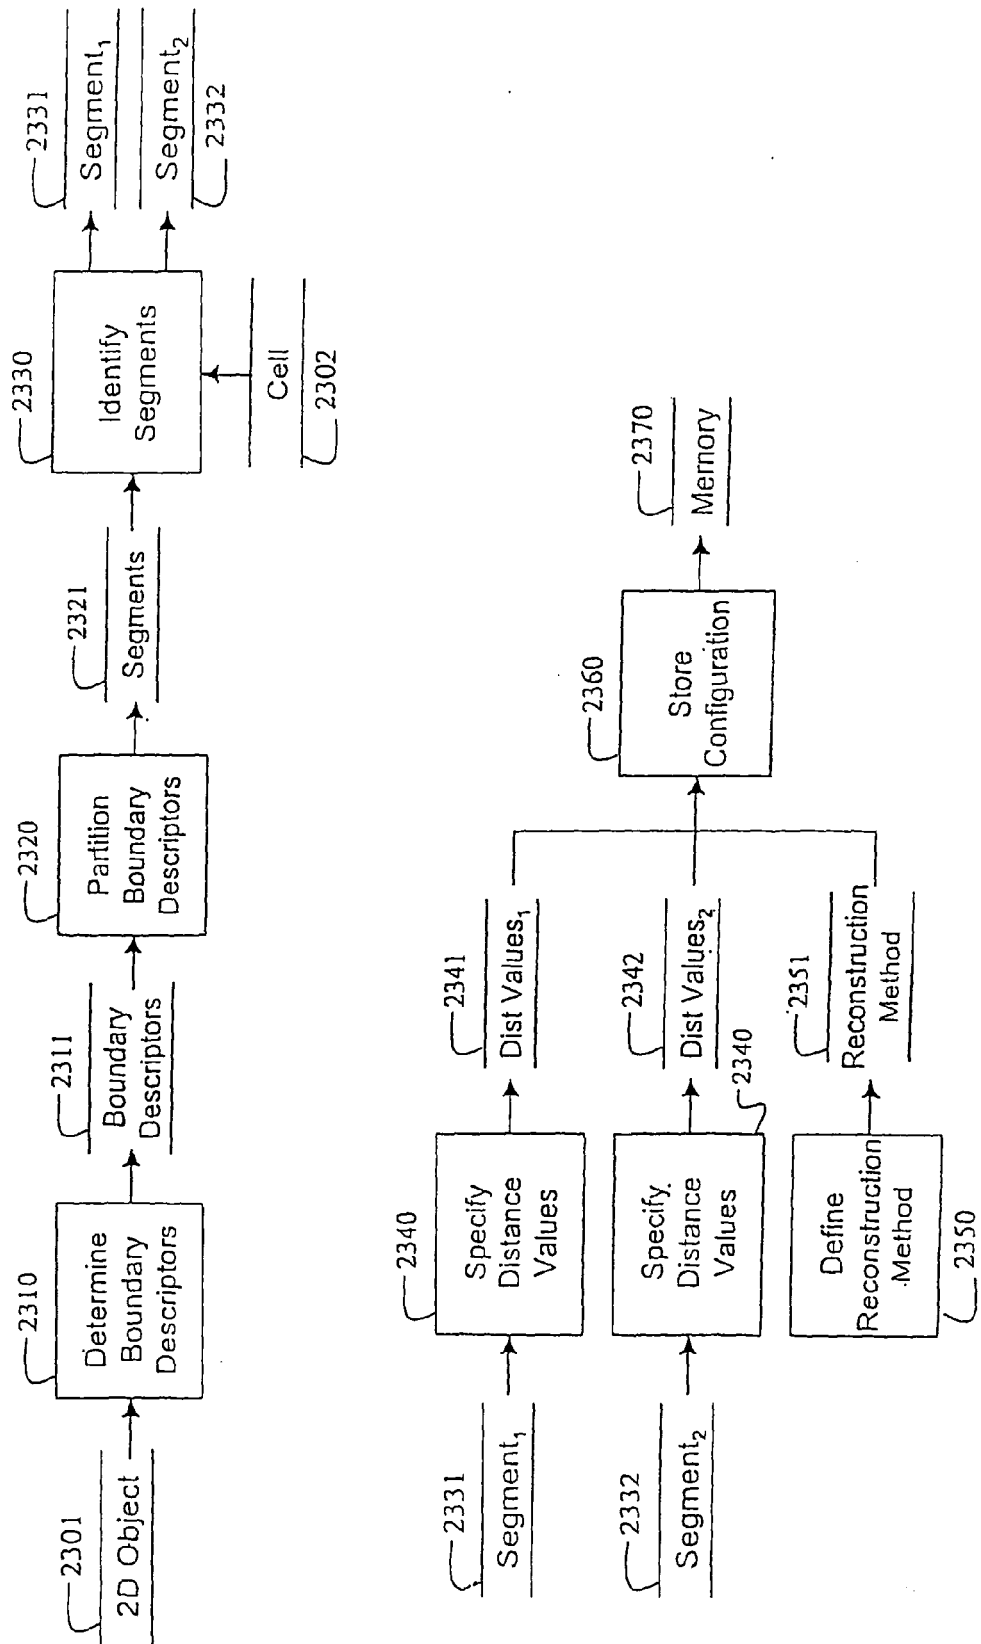 2301
2D Object
2310
Determine
Boundary
Descriptors
2311
Boundary
Descriptors
2320
Partition
Boundary
Descriptors
2321
Segments
2330
Identify
Segments
Cell
2302
2331
Segment₁
Segment₂
2332
2331
Segment₁
2340
Specify
Distance
Values
2341
Dist Values₁
2332
Segment₂
Specify
Distance
Values
2340
2342
Dist Values₂
Define
Reconstruction
Method
2350
2351
Reconstruction
Method
2360
Store
Configuration
2370
Memory